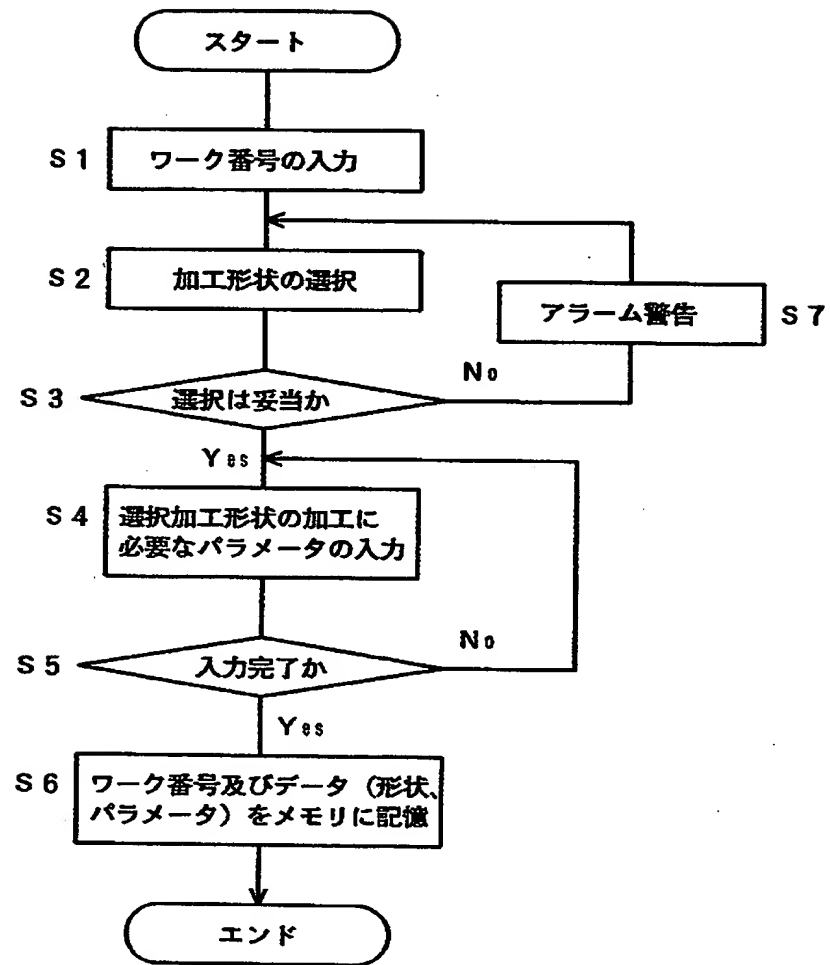 スタート
S1 ワーク番号の入力
S2 加工形状の選択
アラーム警告 S7
S3 選択は妥当か No
Yes
S4 選択加工形状の加工に
必要なパラメータの入力
S5 入力完了か No
Yes
S6 ワーク番号及びデータ(形状、
パラメータ)をメモリに記憶
エンド